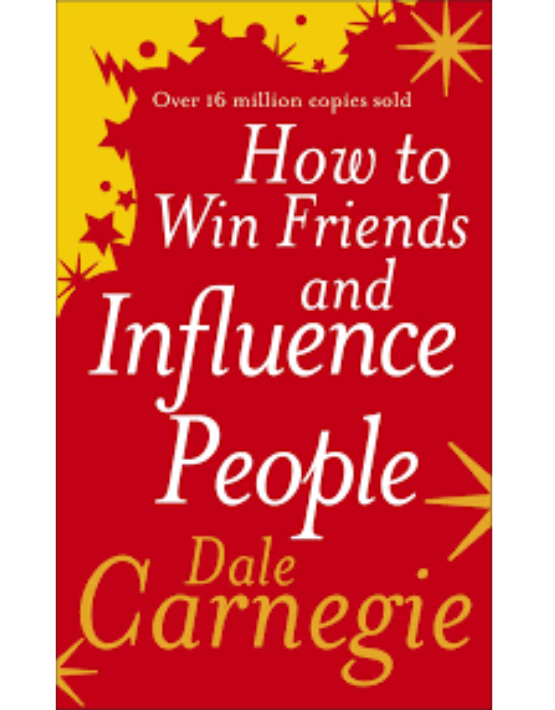 Over 16 million copies sold
How to
Win Friends
and
Influence
People
Dale
Carnegie